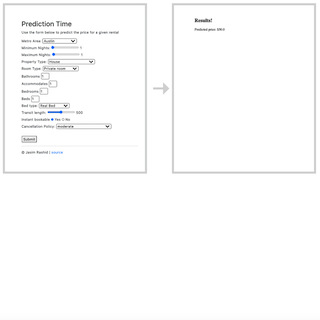 Prediction Time
Use the form below to predict the price for a given rental
Metro Area: Austin
Minimum Nights: 1
Maximum Nights: 1
Property Type: House
Room Type: Private room
Bathrooms: 1
Accommodates: 1
Bedrooms: 1
Beds: 1
Bed type: Real Bed
Transit length: 500
Instant bookable Yes No
Cancellation Policy: moderate
Submit
© Jason Rashid | source
Results!
Predicted price: